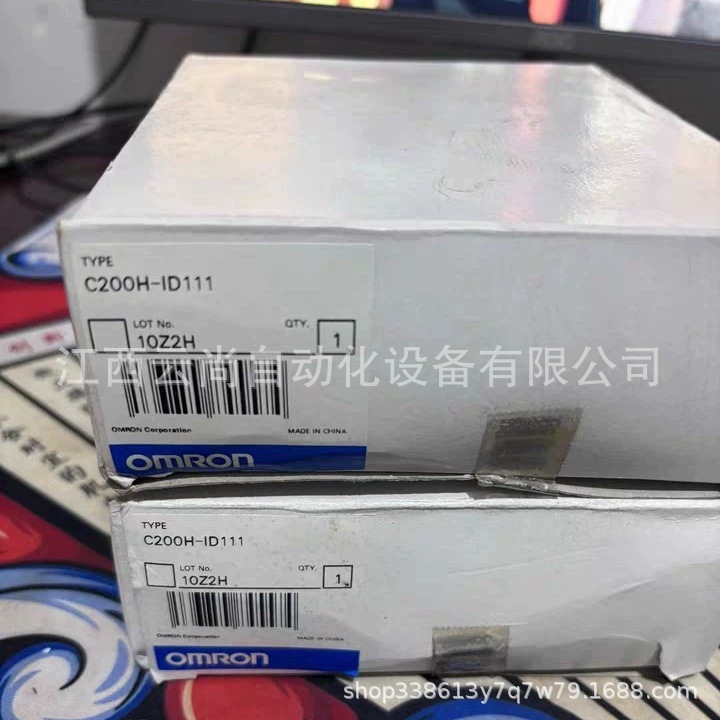 TYPE
C200H-ID111
LOT No. QTY.
10Z2H 1
江西云尚自动化设备有限公司
OMRON Corporation MADE IN CHINA
OMRON
TYPE
C200H-ID111
LOT No. QTY.
10Z2H 1
OMRON Corporation MADE IN CHINA
OMRON
shop338613y7q7w79.1688.com